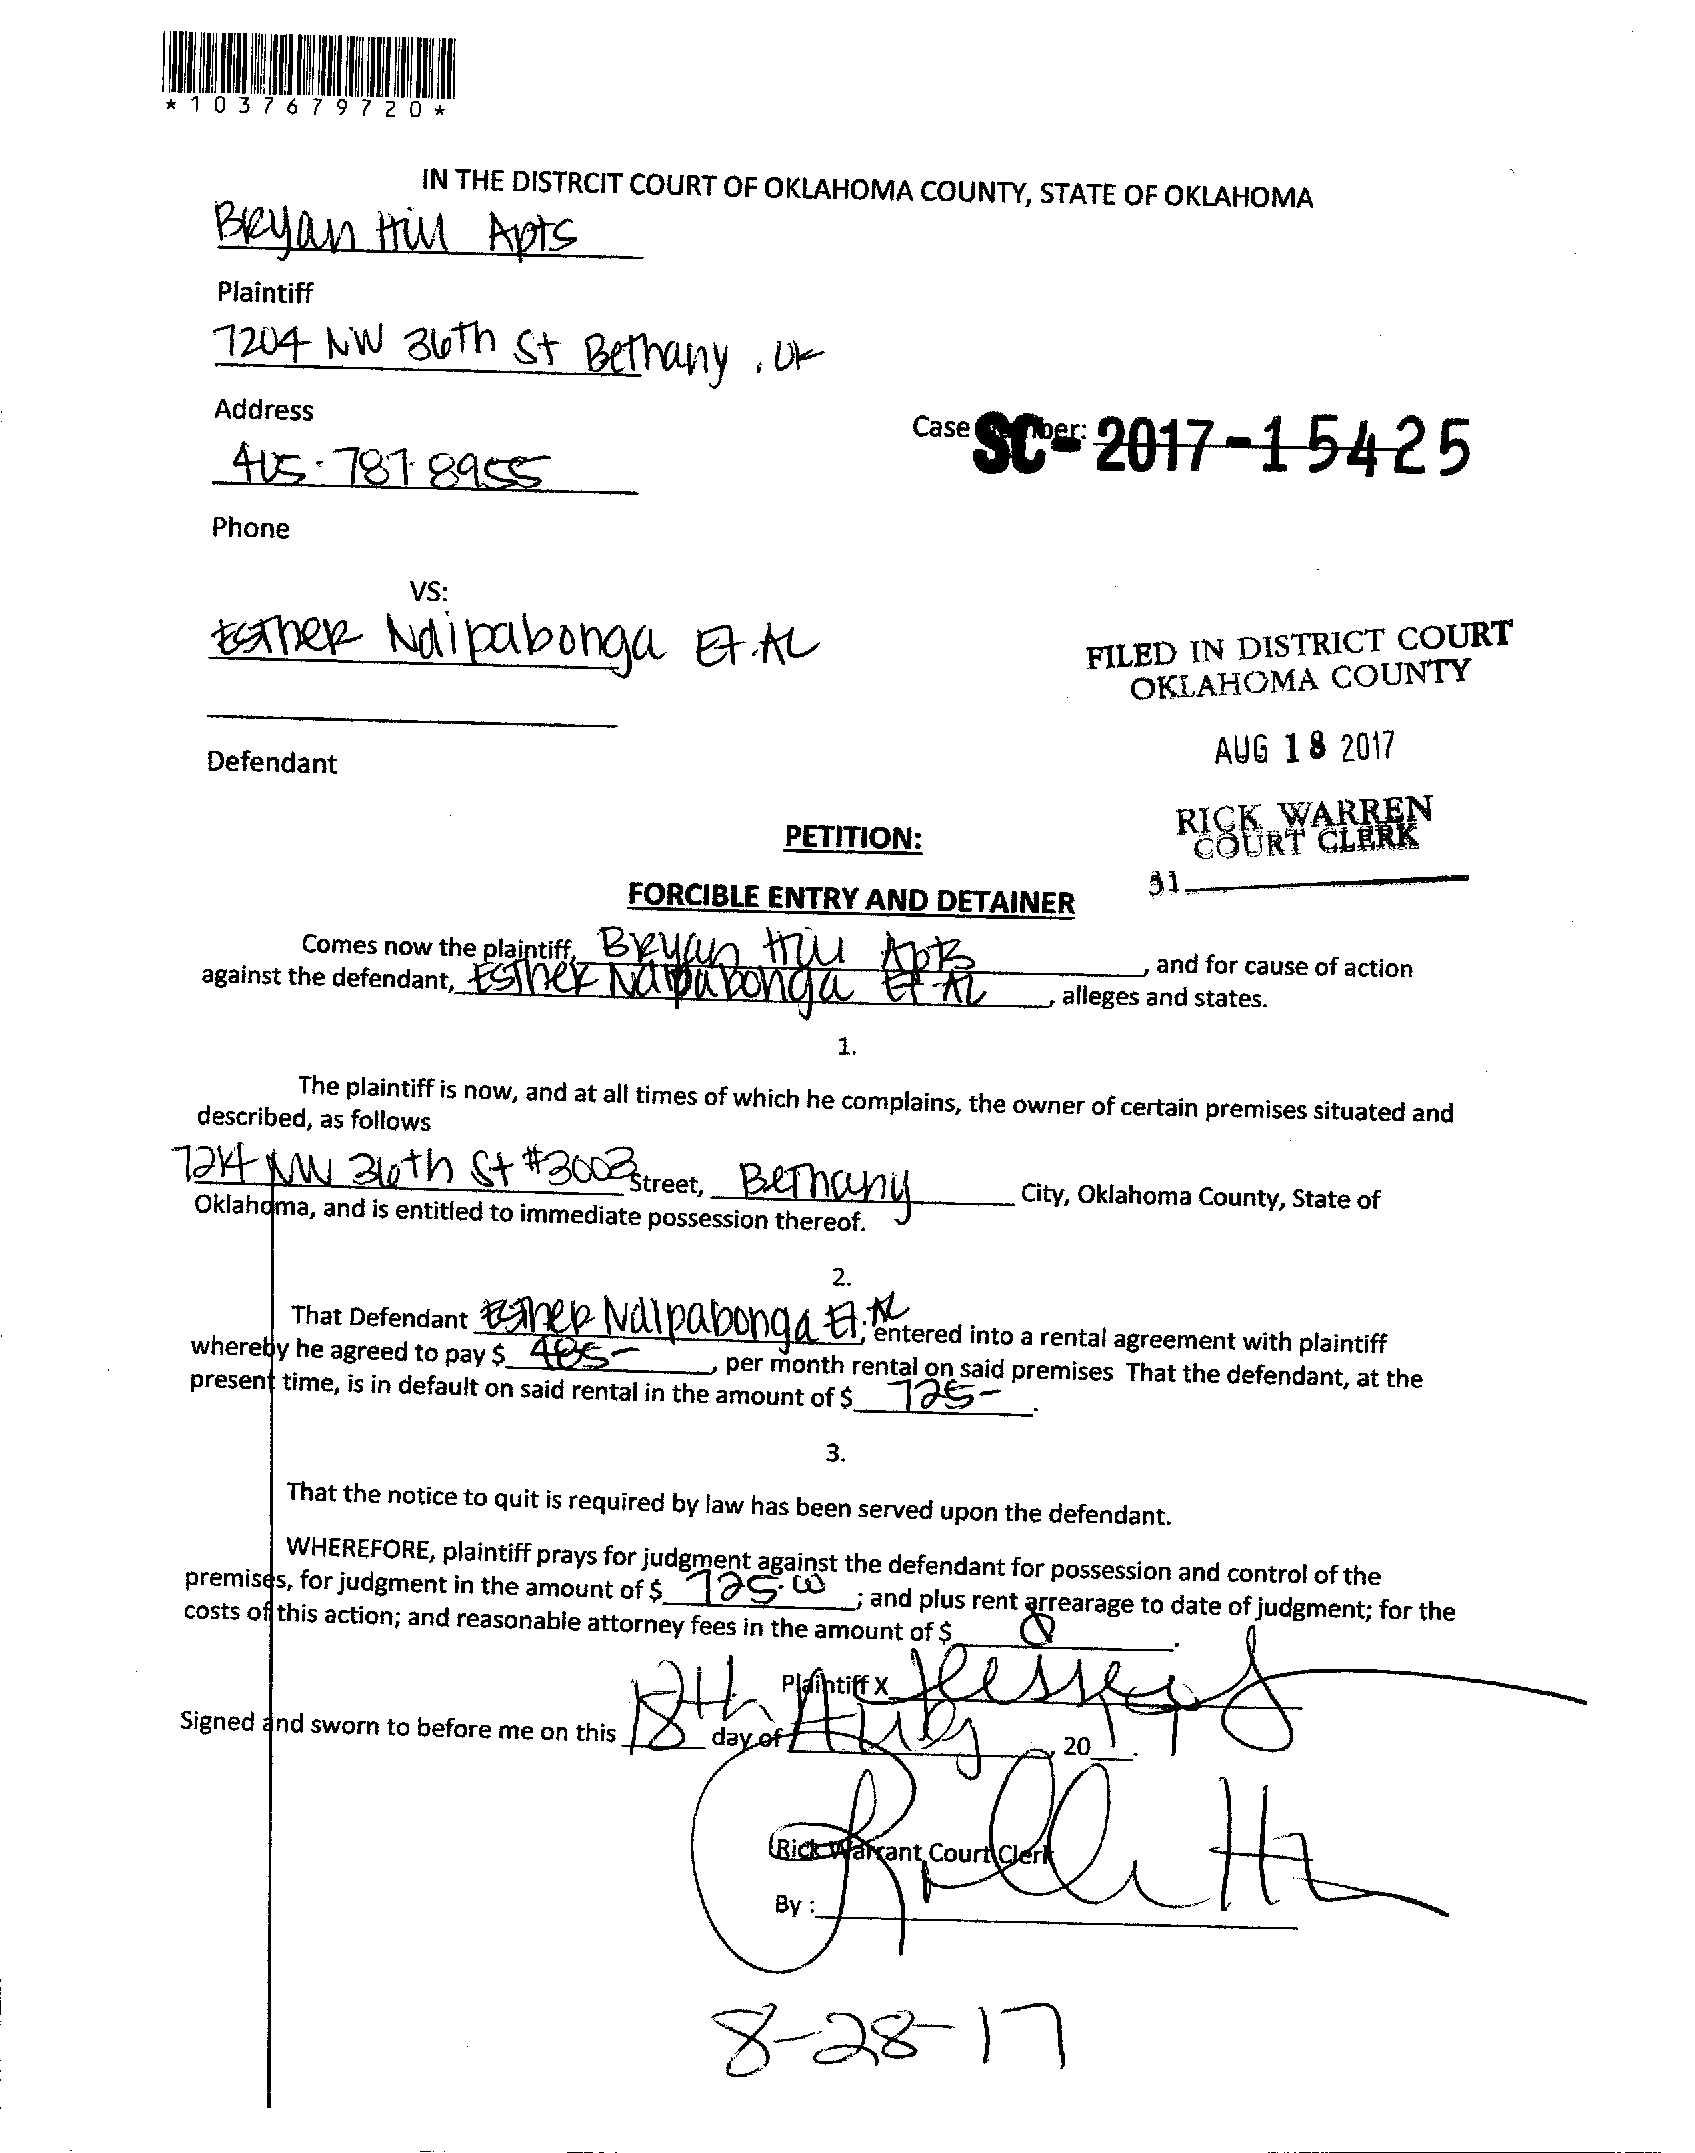 *1037679720*
IN THE DISTRCIT COURT OF OKLAHOMA COUNTY, STATE OF OKLAHOMA
Bryan Hill Apts
Plaintiff
7204 NW 36th St Bethany, OK
Address
Case Number: SC-2017-15425
405-787-8955
Phone
VS:
Esther Ndipabonga Et.AL
FILED IN DISTRICT COURT
OKLAHOMA COUNTY
AUG 18 2017
Defendant
RICK WARREN
COURT CLERK
PETITION:
31
FORCIBLE ENTRY AND DETAINER
Comes now the plaintiff, Bryan Hill Apts, and for cause of action
against the defendant, Esther Ndipabonga Et AL, alleges and states.
1.
The plaintiff is now, and at all times of which he complains, the owner of certain premises situated and
described, as follows
7214 NW 36th St #3003 Street, Bethany City, Oklahoma County, State of
Oklahoma, and is entitled to immediate possession thereof.
2.
That Defendant Esther Ndipabonga Et. AL, entered into a rental agreement with plaintiff
whereby he agreed to pay $ 485-, per month rental on said premises That the defendant, at the
present time, is in default on said rental in the amount of $ 725-.
3.
That the notice to quit is required by law has been served upon the defendant.
WHEREFORE, plaintiff prays for judgment against the defendant for possession and control of the
premises, for judgment in the amount of $ 725.00; and plus rent arrearage to date of judgment; for the
costs of this action; and reasonable attorney fees in the amount of $ 0.
Plaintiff X
Signed and sworn to before me on this 18th day of Aug, 2017.
Rick Warrant Court Clerk
By :
8-28-17